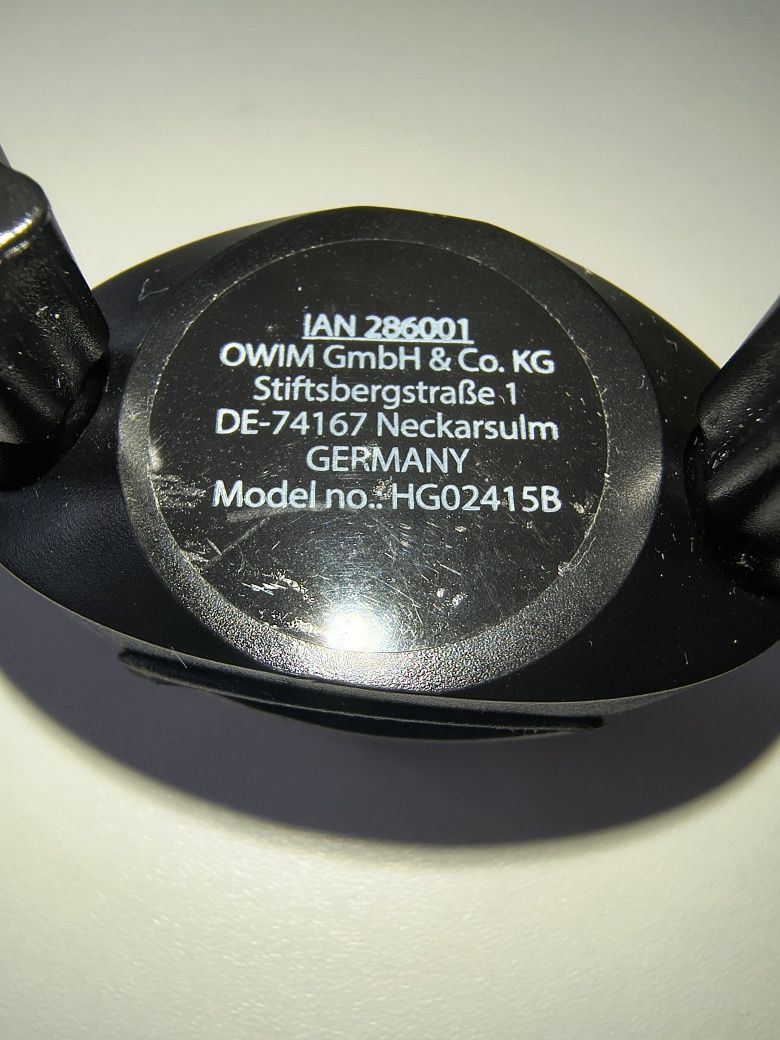 IAN 286001
OWIM GmbH & Co. KG
Stiftsbergstraße 1
DE-74167 Neckarsulm
GERMANY
Model no.: HG02415B